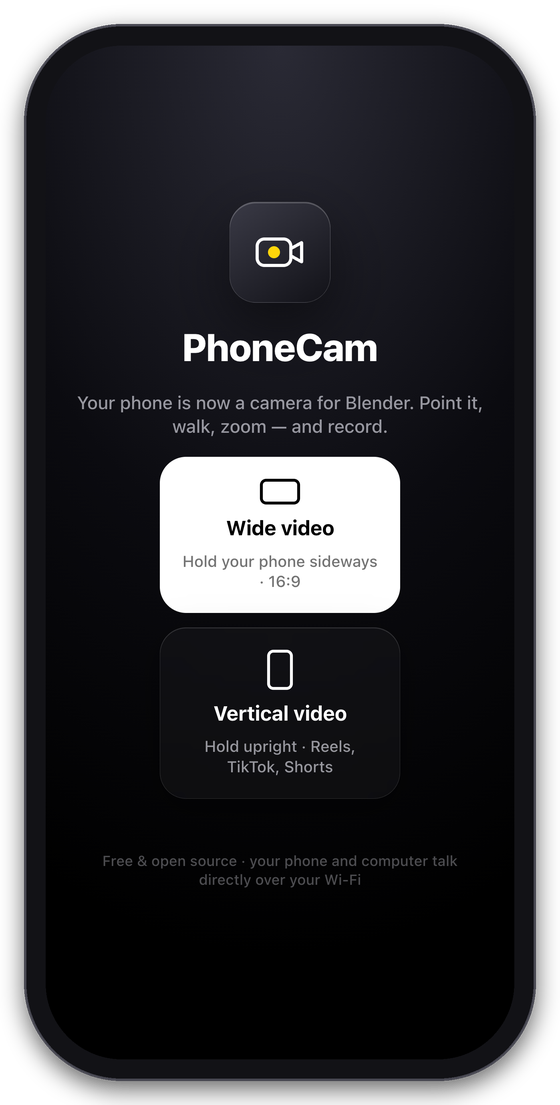 PhoneCam
Your phone is now a camera for Blender. Point it,
walk, zoom — and record.
Wide video
Hold your phone sideways
· 16:9
Vertical video
Hold upright · Reels,
TikTok, Shorts
Free & open source · your phone and computer talk
directly over your Wi-Fi